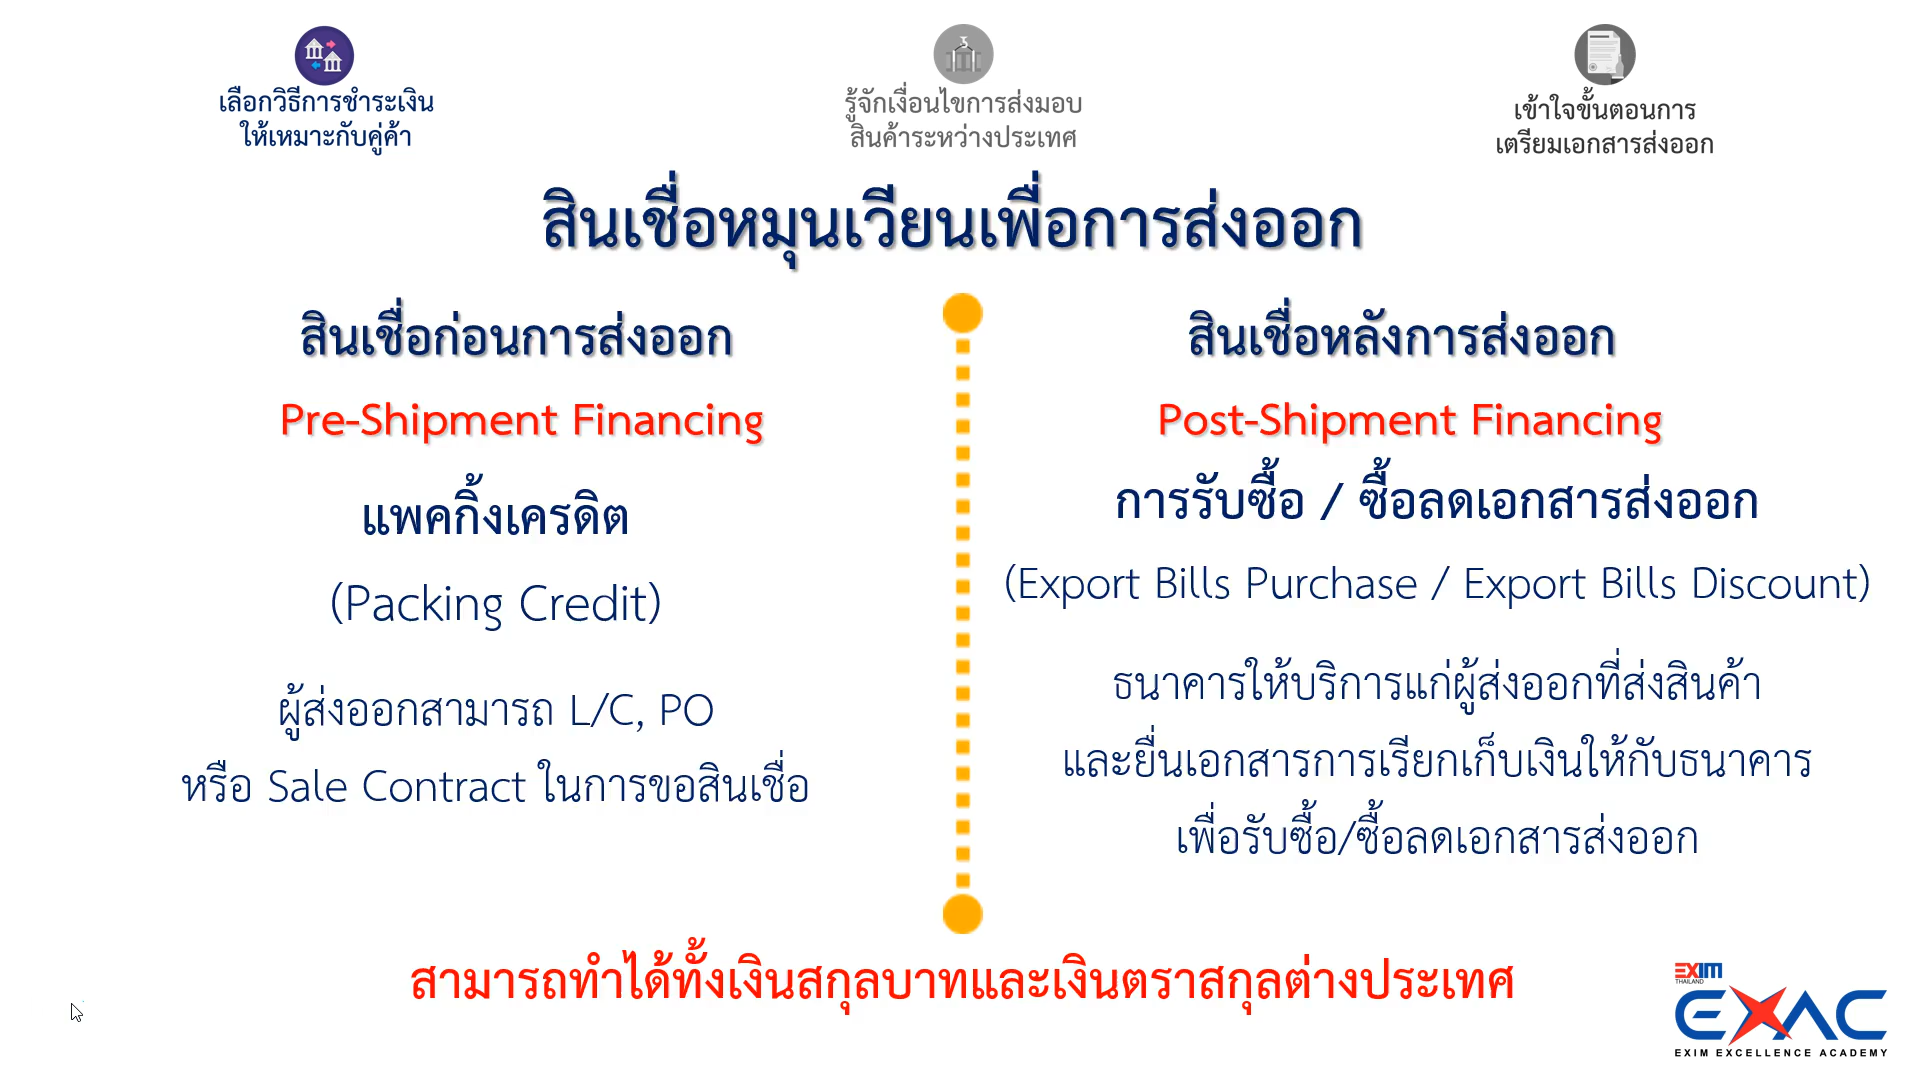 เลือกวิธีการชำระเงิน
ให้เหมาะกับคู่ค้า
รู้จักเงื่อนไขการส่งมอบ
สินค้าระหว่างประเทศ
เข้าใจขั้นตอนการ
เตรียมเอกสารส่งออก
สินเชื่อหมุนเวียนเพื่อการส่งออก
สินเชื่อก่อนการส่งออก
Pre-Shipment Financing
แพคกิ้งเครดิต
(Packing Credit)
ผู้ส่งออกสามารถ L/C, PO
หรือ Sale Contract ในการขอสินเชื่อ
สินเชื่อหลังการส่งออก
Post-Shipment Financing
การรับซื้อ / ซื้อลดเอกสารส่งออก
(Export Bills Purchase / Export Bills Discount)
ธนาคารให้บริการแก่ผู้ส่งออกที่ส่งสินค้า
และยื่นเอกสารการเรียกเก็บเงินให้กับธนาคาร
เพื่อรับซื้อ/ซื้อลดเอกสารส่งออก
สามารถทำได้ทั้งเงินสกุลบาทและเงินตราสกุลต่างประเทศ
EXIM
THAILAND
EXAC
EXIM EXCELLENCE ACADEMY